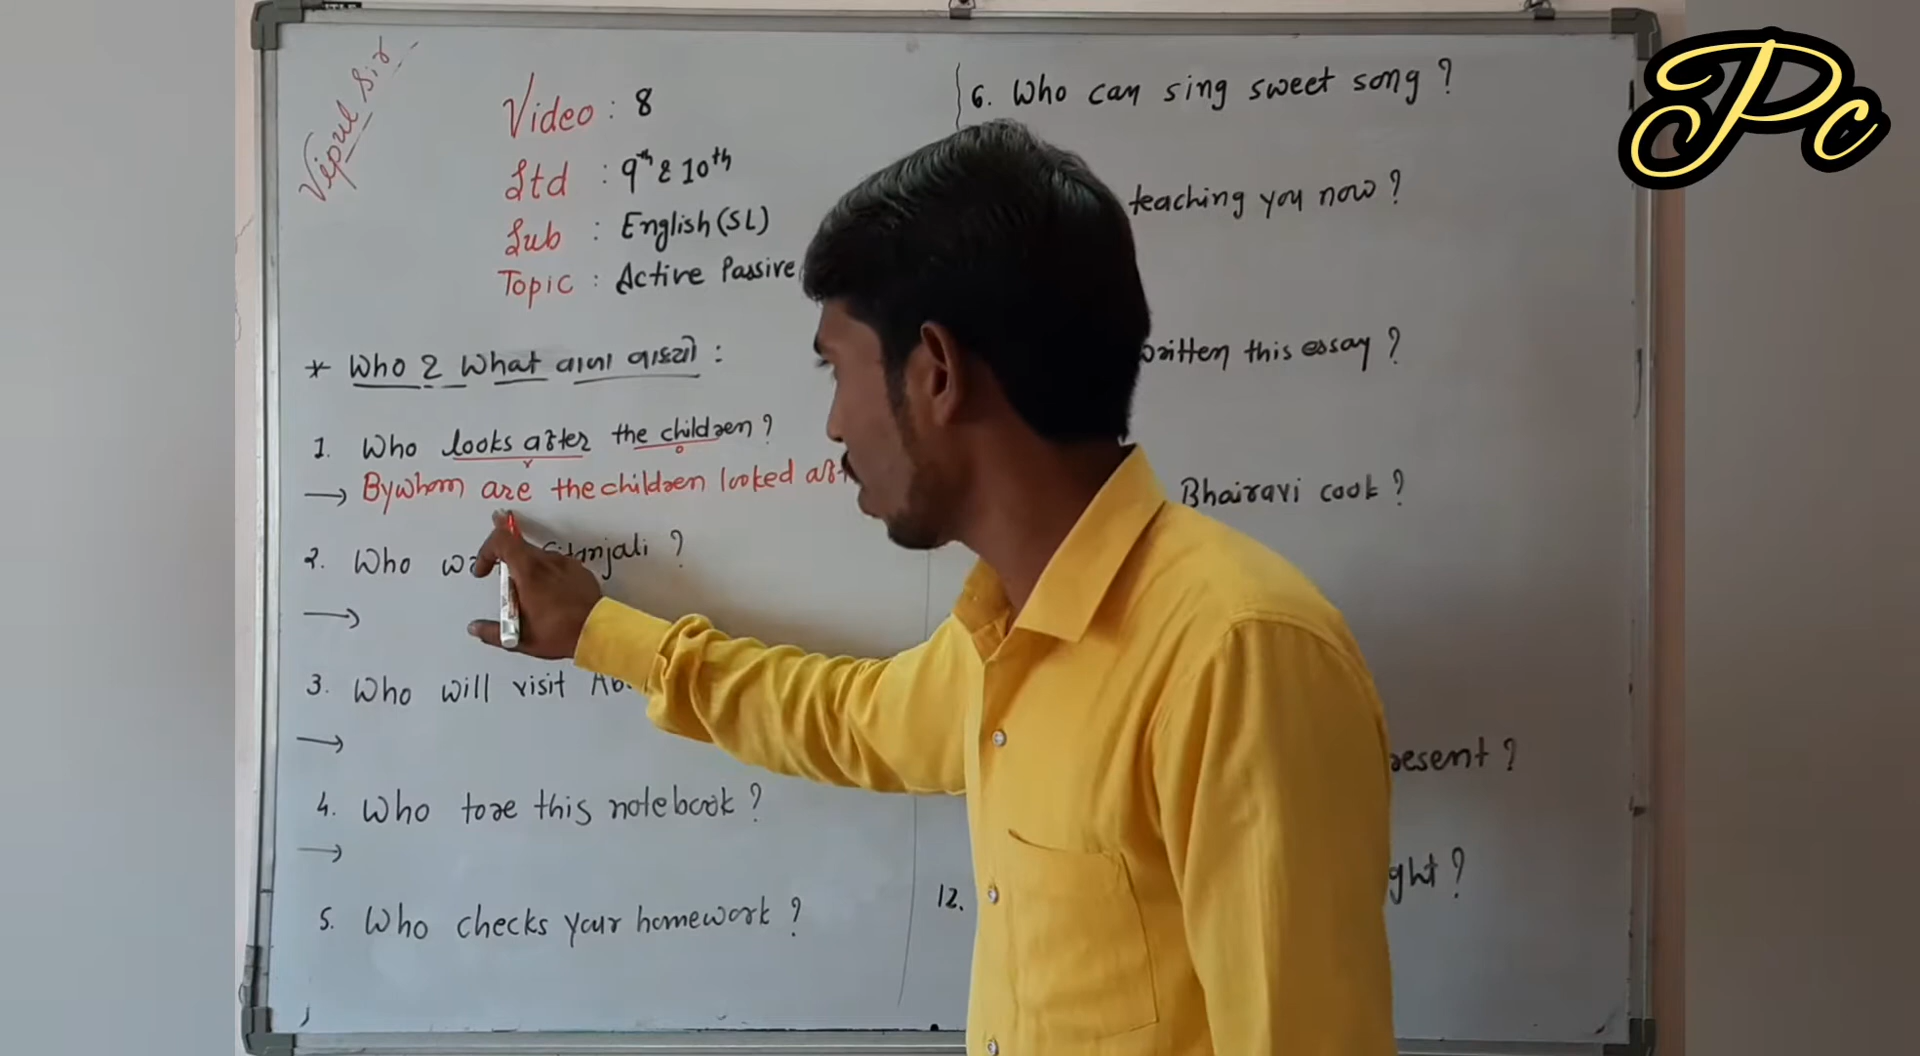 Vipul Sir
Video : 8
Std : 9th & 10th
Sub : English (SL)
Topic : Active Passive
* Who 2 What વાળા વાક્યો :
1. Who looks after the children ?
v o
→ By whom are the children looked
2. Who
→
3. Who will visit
→
4. Who tore this notebook ?
→
5. Who checks your homework ?
6. Who can sing sweet song ?
teaching you now ?
written this essay ?
Bhairavi cook ?
12.
Pc